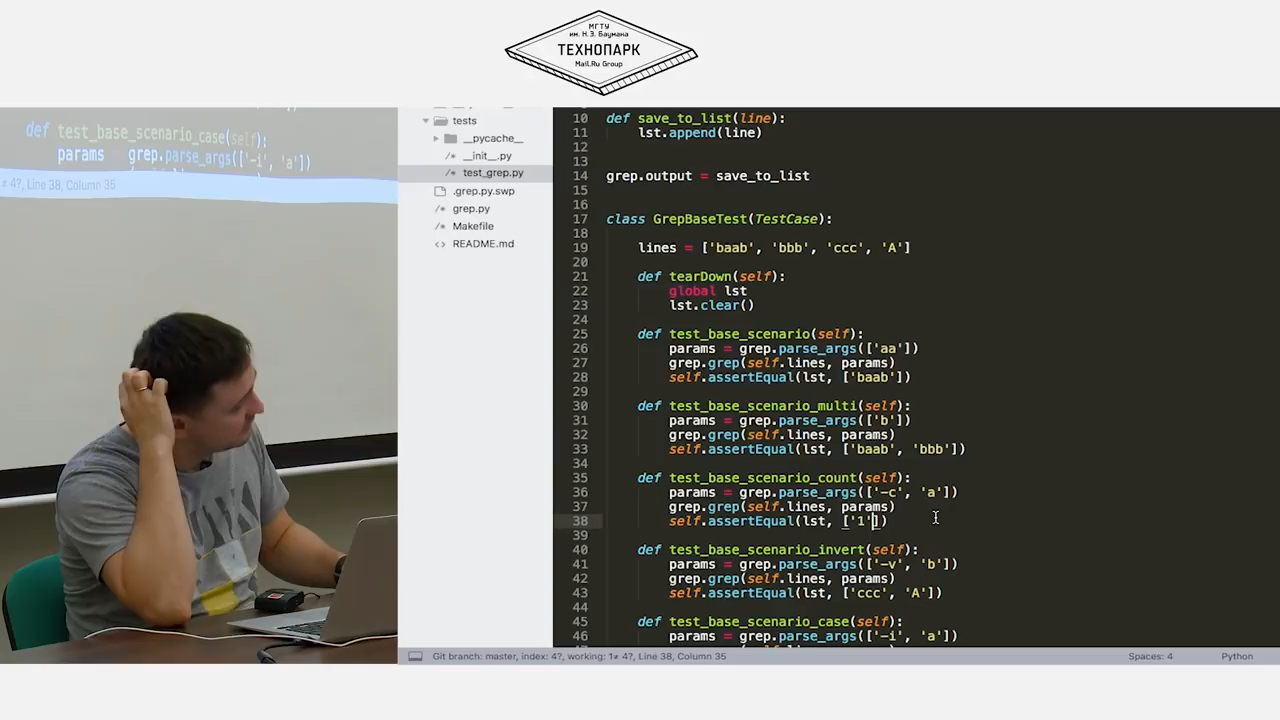 МГТУ
им. Н.Э. Баумана
ТЕХНОПАРК
Mail.Ru Group
def test_base_scenario_case(self):
params = grep.parse_args(['-i', 'a'])
≠ 4?, Line 38, Column 35
tests
__pycache__
__init__.py
test_grep.py
.grep.py.swp
grep.py
Makefile
README.md
10 def save_to_list(line):
11 lst.append(line)
12
13
14 grep.output = save_to_list
15
16
17 class GrepBaseTest(TestCase):
18
19 lines = ['baab', 'bbb', 'ccc', 'A']
20
21 def tearDown(self):
22 global lst
23 lst.clear()
24
25 def test_base_scenario(self):
26 params = grep.parse_args(['aa'])
27 grep.grep(self.lines, params)
28 self.assertEqual(lst, ['baab'])
29
30 def test_base_scenario_multi(self):
31 params = grep.parse_args(['b'])
32 grep.grep(self.lines, params)
33 self.assertEqual(lst, ['baab', 'bbb'])
34
35 def test_base_scenario_count(self):
36 params = grep.parse_args(['-c', 'a'])
37 grep.grep(self.lines, params)
38 self.assertEqual(lst, ['1'])
39
40 def test_base_scenario_invert(self):
41 params = grep.parse_args(['-v', 'b'])
42 grep.grep(self.lines, params)
43 self.assertEqual(lst, ['ccc', 'A'])
44
45 def test_base_scenario_case(self):
46 params = grep.parse_args(['-i', 'a'])
Git branch: master, index: 4?, working: 1≠ 4?, Line 38, Column 35
Spaces: 4
Python